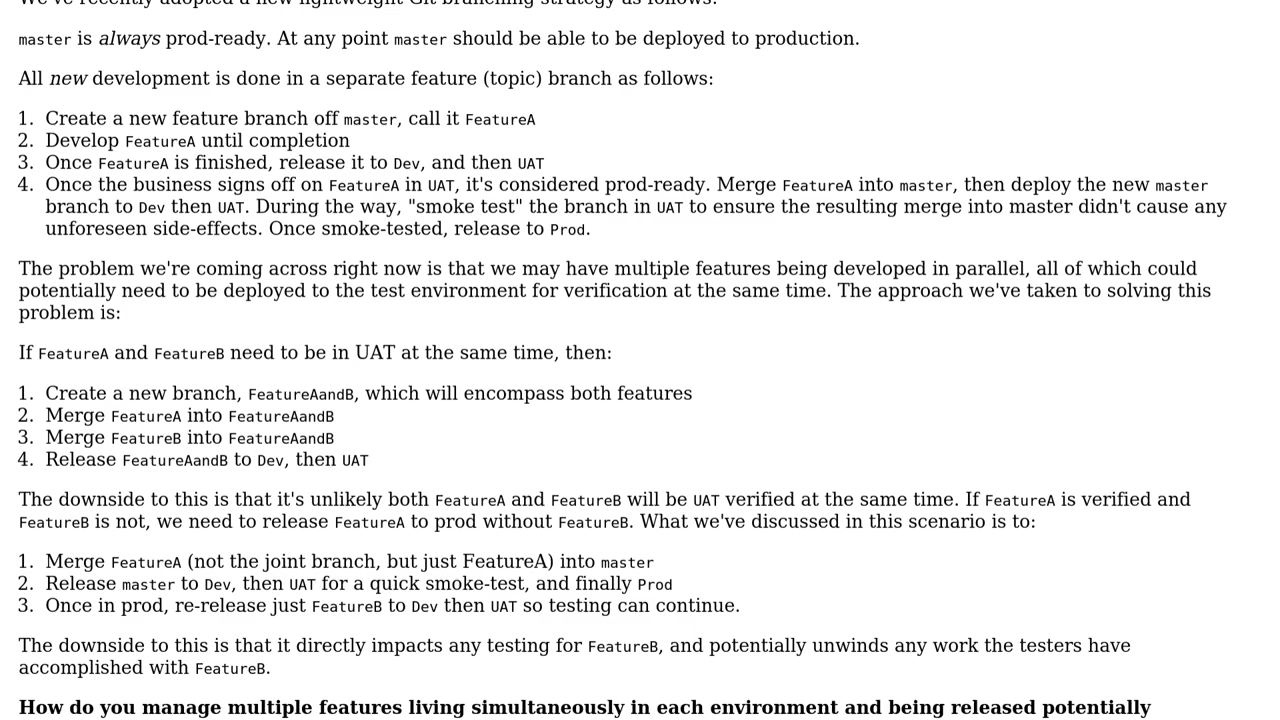 We've recently adopted a new lightweight Git branching strategy as follows:
master is always prod-ready. At any point master should be able to be deployed to production.
All new development is done in a separate feature (topic) branch as follows:
1. Create a new feature branch off master, call it FeatureA
2. Develop FeatureA until completion
3. Once FeatureA is finished, release it to Dev, and then UAT
4. Once the business signs off on FeatureA in UAT, it's considered prod-ready. Merge FeatureA into master, then deploy the new master
branch to Dev then UAT. During the way, "smoke test" the branch in UAT to ensure the resulting merge into master didn't cause any
unforeseen side-effects. Once smoke-tested, release to Prod.
The problem we're coming across right now is that we may have multiple features being developed in parallel, all of which could
potentially need to be deployed to the test environment for verification at the same time. The approach we've taken to solving this
problem is:
If FeatureA and FeatureB need to be in UAT at the same time, then:
1. Create a new branch, FeatureAandB, which will encompass both features
2. Merge FeatureA into FeatureAandB
3. Merge FeatureB into FeatureAandB
4. Release FeatureAandB to Dev, then UAT
The downside to this is that it's unlikely both FeatureA and FeatureB will be UAT verified at the same time. If FeatureA is verified and
FeatureB is not, we need to release FeatureA to prod without FeatureB. What we've discussed in this scenario is to:
1. Merge FeatureA (not the joint branch, but just FeatureA) into master
2. Release master to Dev, then UAT for a quick smoke-test, and finally Prod
3. Once in prod, re-release just FeatureB to Dev then UAT so testing can continue.
The downside to this is that it directly impacts any testing for FeatureB, and potentially unwinds any work the testers have
accomplished with FeatureB.
How do you manage multiple features living simultaneously in each environment and being released potentially